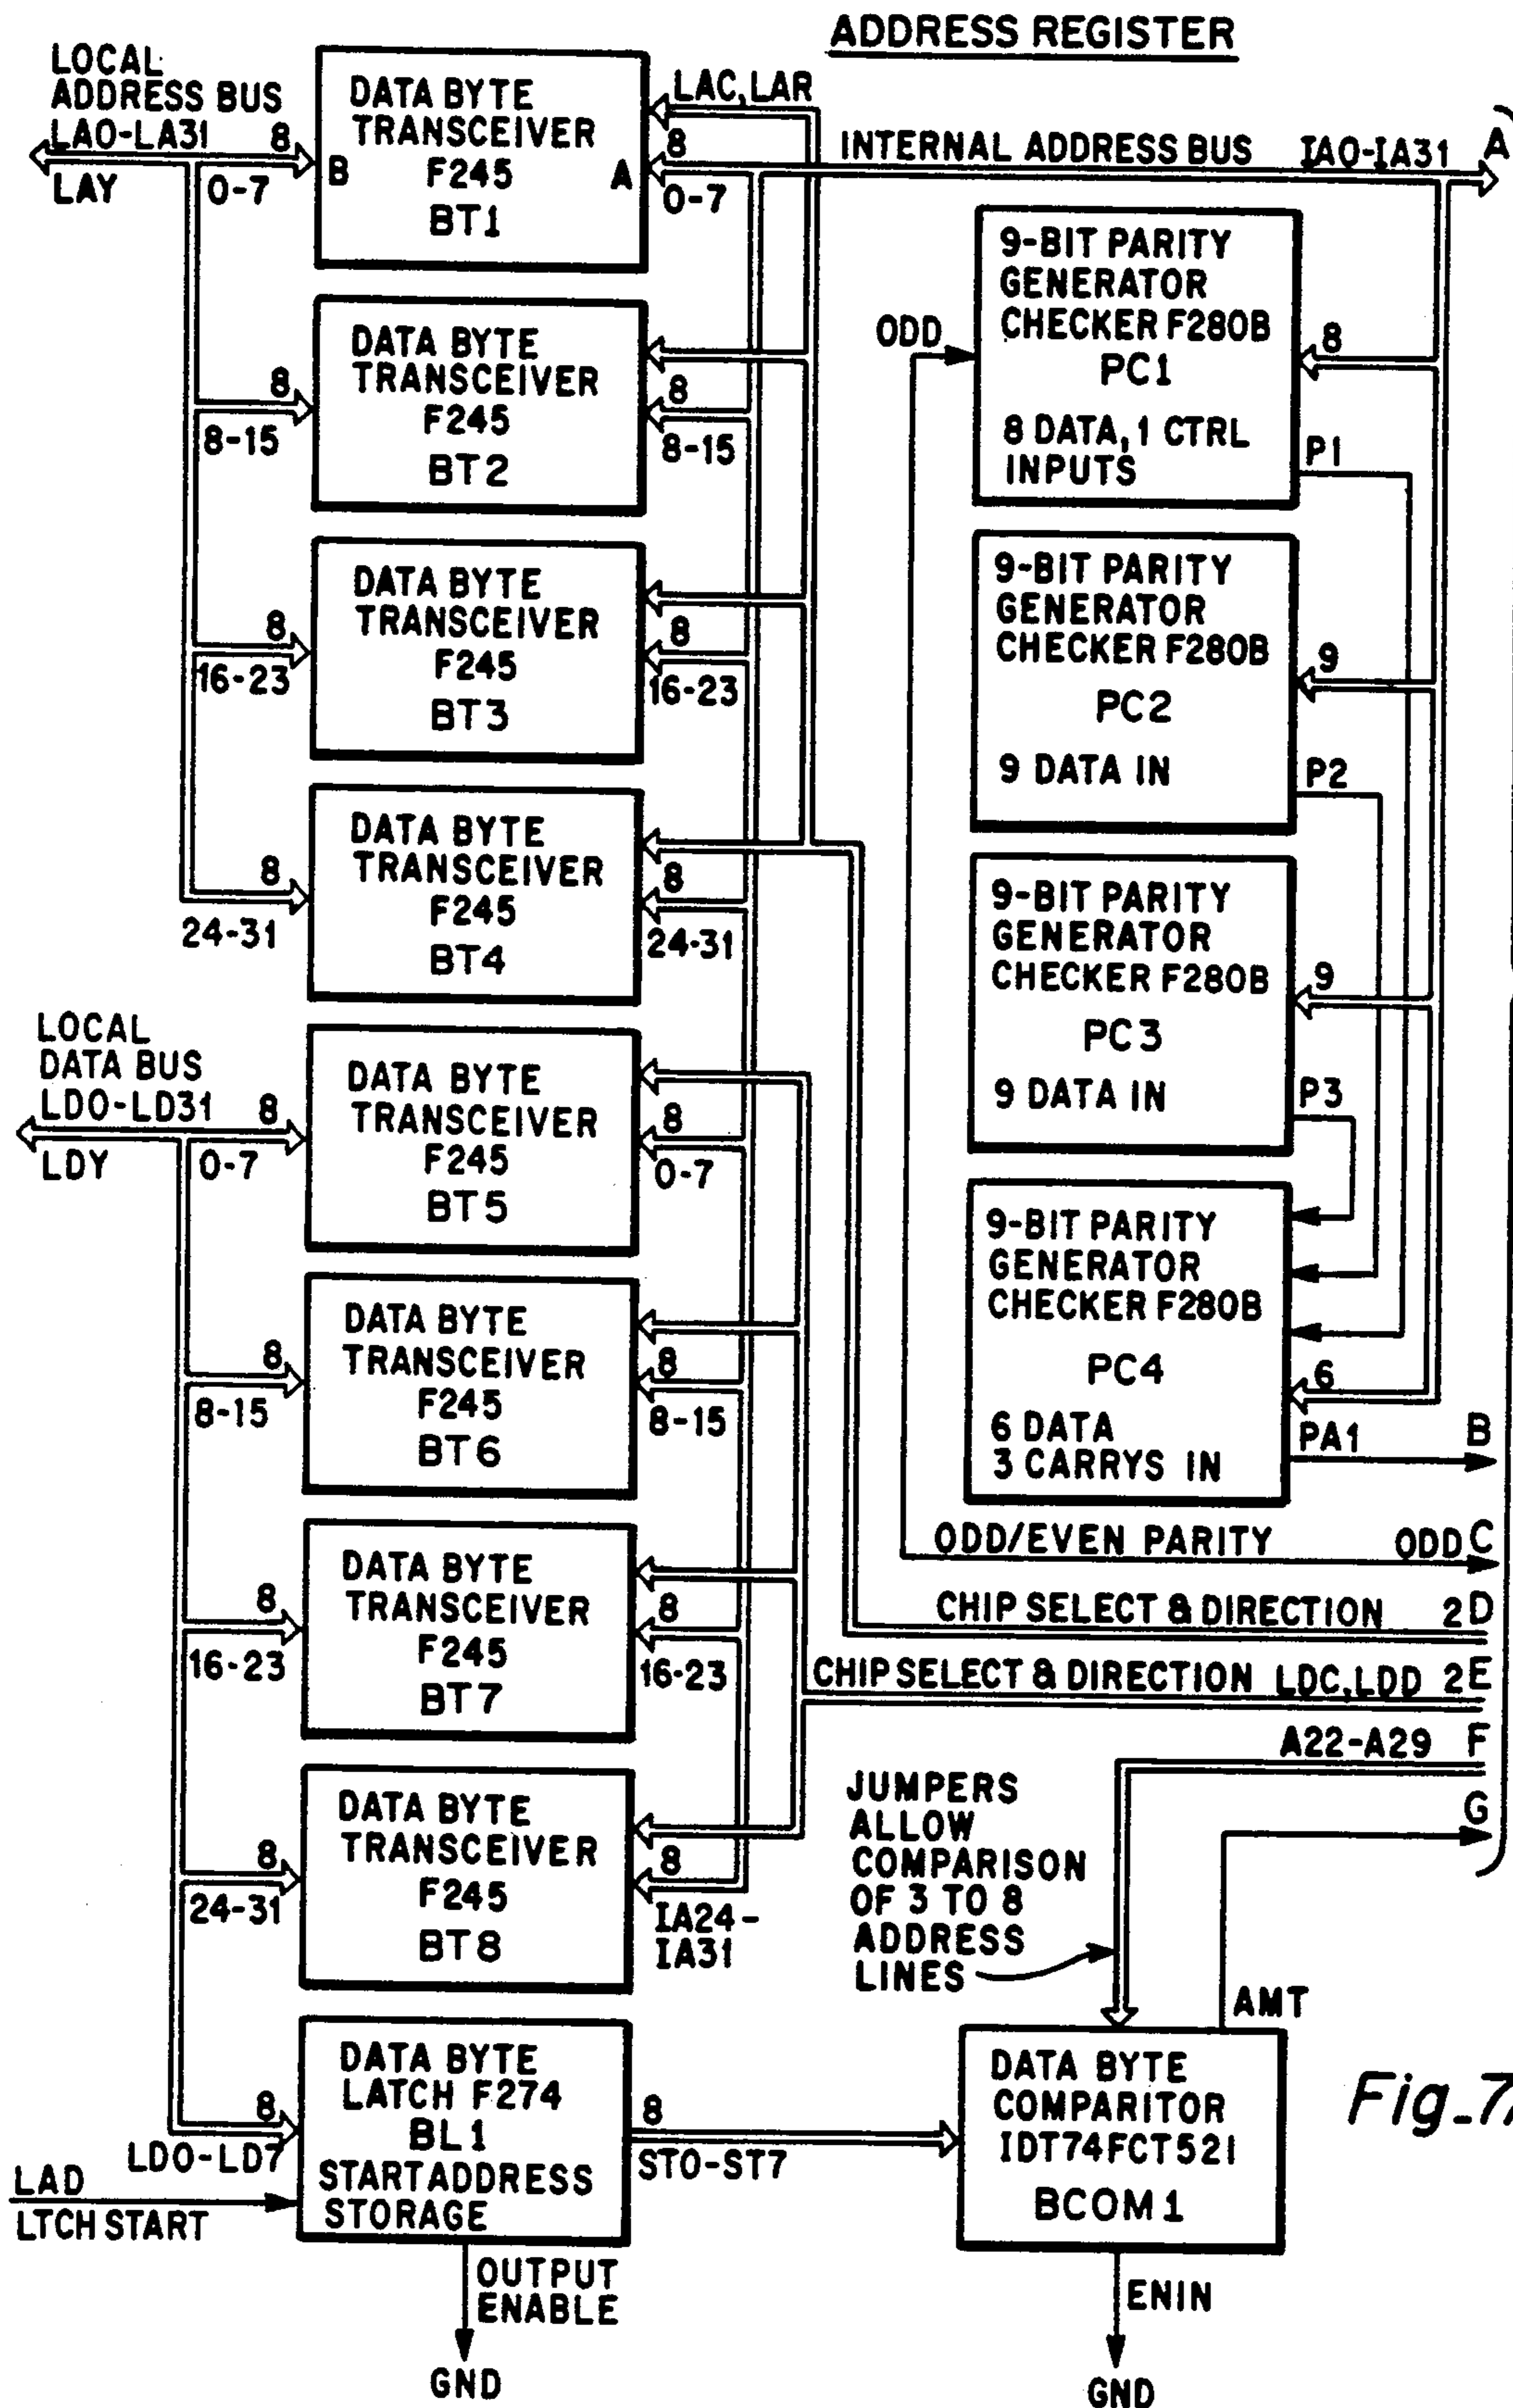 ADDRESS REGISTER
LOCAL
ADDRESS BUS
LA0-LA31
LAY
8
0-7
DATA BYTE
TRANSCEIVER
F245
B
A
BT1
LAC, LAR
8
0-7
INTERNAL ADDRESS BUS IA0-IA31 A
8
8-15
DATA BYTE
TRANSCEIVER
F245
BT2
8
8-15
8
16-23
DATA BYTE
TRANSCEIVER
F245
BT3
8
16-23
8
24-31
DATA BYTE
TRANSCEIVER
F245
BT4
8
24-31
LOCAL
DATA BUS
LD0-LD31
LDY
8
0-7
DATA BYTE
TRANSCEIVER
F245
BT5
8
0-7
8
8-15
DATA BYTE
TRANSCEIVER
F245
BT6
8
8-15
8
16-23
DATA BYTE
TRANSCEIVER
F245
BT7
8
16-23
8
24-31
DATA BYTE
TRANSCEIVER
F245
BT8
8
IA24-
IA31
8
LD0-LD7
LAD
LTCH START
DATA BYTE
LATCH F274
BL1
START ADDRESS
STORAGE
8
ST0-ST7
OUTPUT
ENABLE
GND
ODD
9-BIT PARITY
GENERATOR
CHECKER F280B
PC1
8 DATA, 1 CTRL
INPUTS
8
P1
9-BIT PARITY
GENERATOR
CHECKER F280B
PC2
9 DATA IN
9
P2
9-BIT PARITY
GENERATOR
CHECKER F280B
PC3
9 DATA IN
9
P3
9-BIT PARITY
GENERATOR
CHECKER F280B
PC4
6 DATA
3 CARRYS IN
6
PA1 B
ODD/EVEN PARITY ODD C
CHIP SELECT & DIRECTION 2 D
CHIP SELECT & DIRECTION LDC, LDD 2 E
A22-A29 F
G
JUMPERS
ALLOW
COMPARISON
OF 3 TO 8
ADDRESS
LINES
AMT
DATA BYTE
COMPARITOR
IDT74FCT521
BCOM1
ENIN
GND